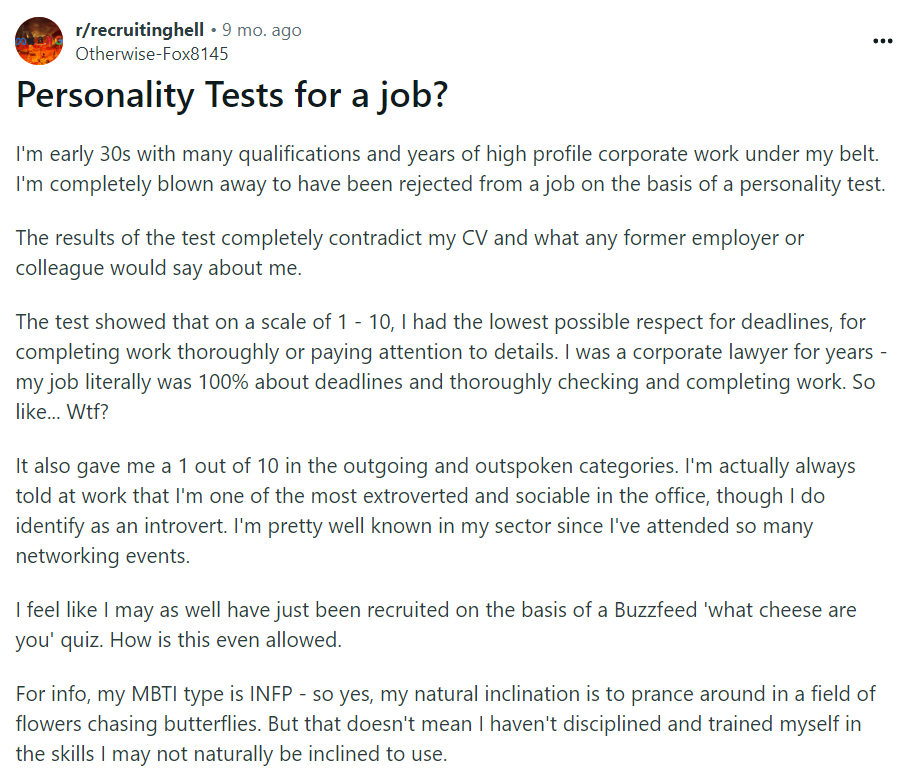 r/recruitinghell • 9 mo. ago
Otherwise-Fox8145
Personality Tests for a job?
I'm early 30s with many qualifications and years of high profile corporate work under my belt.
I'm completely blown away to have been rejected from a job on the basis of a personality test.
The results of the test completely contradict my CV and what any former employer or
colleague would say about me.
The test showed that on a scale of 1 - 10, I had the lowest possible respect for deadlines, for
completing work thoroughly or paying attention to details. I was a corporate lawyer for years -
my job literally was 100% about deadlines and thoroughly checking and completing work. So
like... Wtf?
It also gave me a 1 out of 10 in the outgoing and outspoken categories. I'm actually always
told at work that I'm one of the most extroverted and sociable in the office, though I do
identify as an introvert. I'm pretty well known in my sector since I've attended so many
networking events.
I feel like I may as well have just been recruited on the basis of a Buzzfeed 'what cheese are
you' quiz. How is this even allowed.
For info, my MBTI type is INFP - so yes, my natural inclination is to prance around in a field of
flowers chasing butterflies. But that doesn't mean I haven't disciplined and trained myself in
the skills I may not naturally be inclined to use.